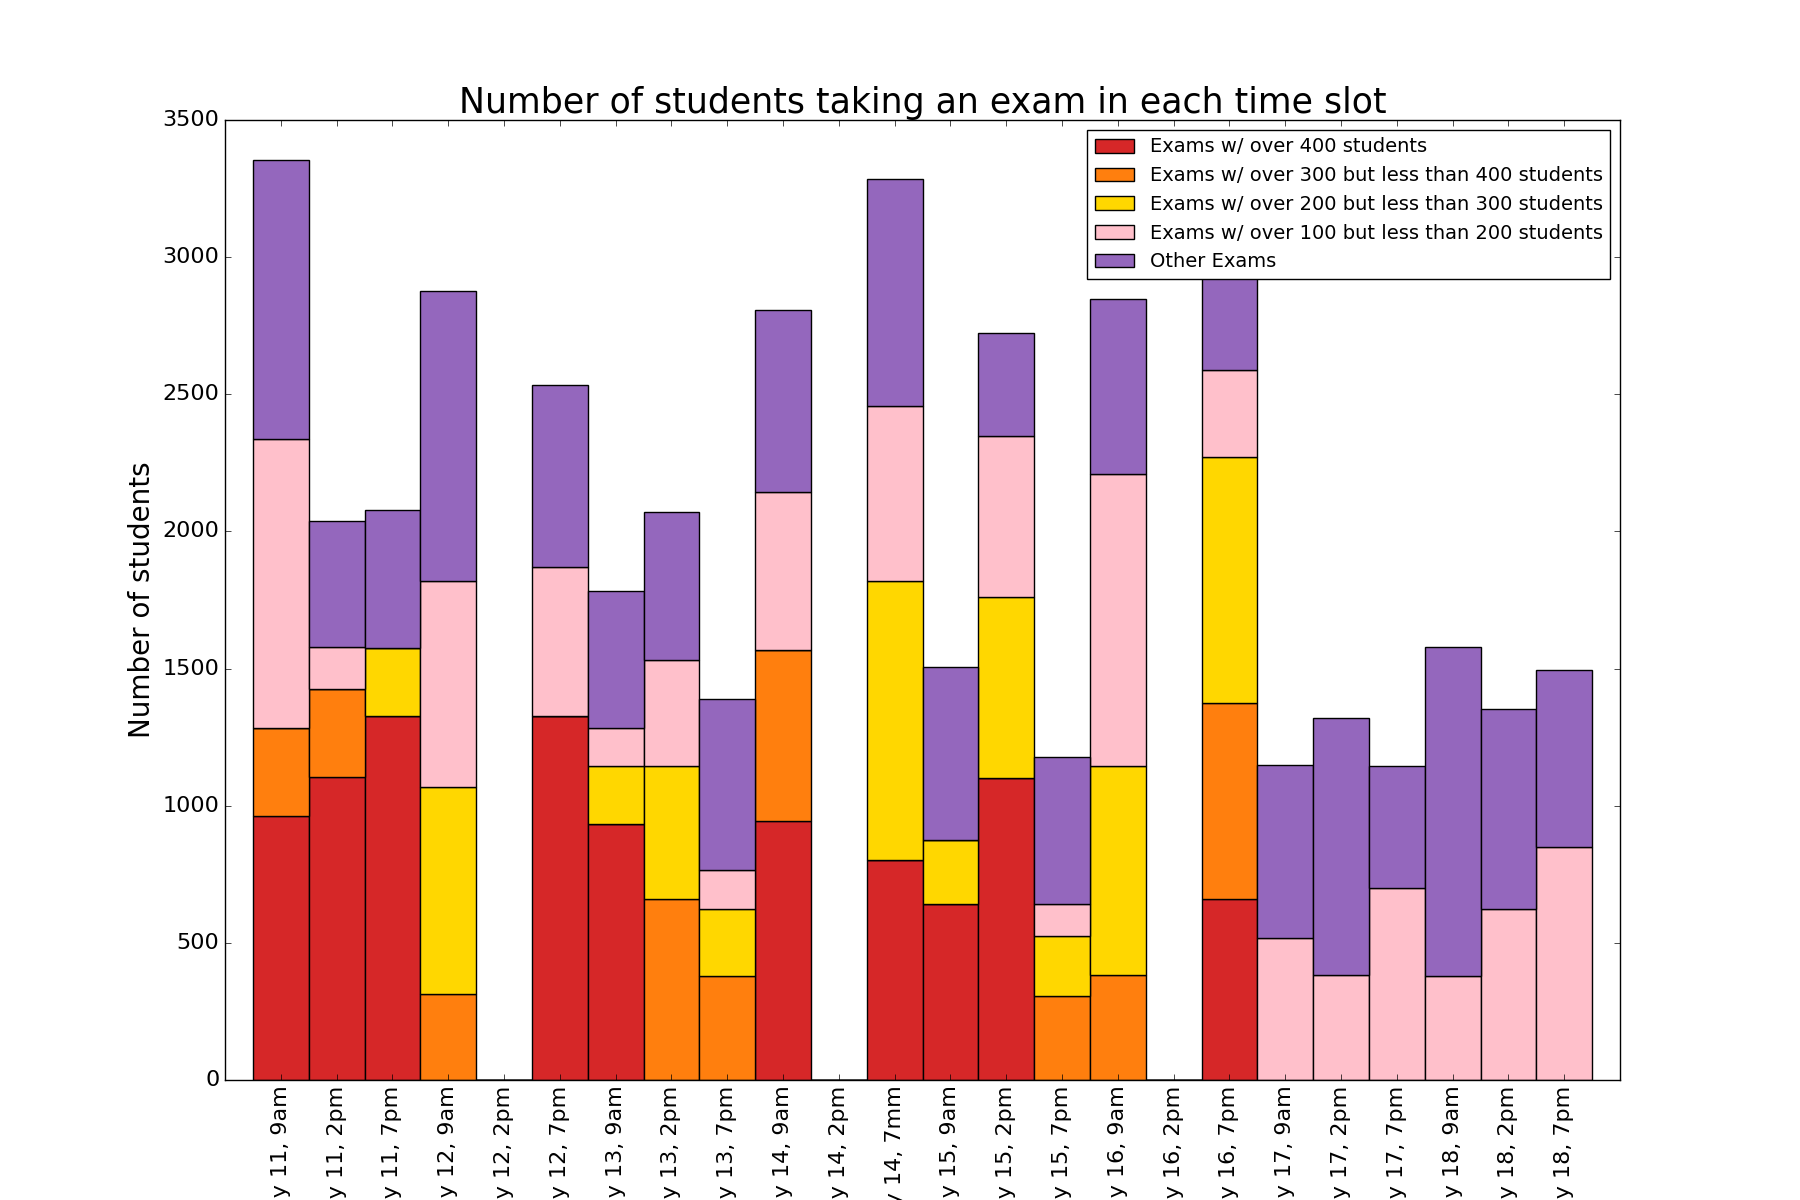 Number of students taking an exam in each time slot
Exams w/ over 400 students
Exams w/ over 300 but less than 400 students
Exams w/ over 200 but less than 300 students
Exams w/ over 100 but less than 200 students
Other Exams
Number of students
3500
3000
2500
2000
1500
1000
500
0
y 11, 9am
y 11, 2pm
y 11, 7pm
y 12, 9am
y 12, 2pm
y 12, 7pm
y 13, 9am
y 13, 2pm
y 13, 7pm
y 14, 9am
y 14, 2pm
y 14, 7mm
y 15, 9am
y 15, 2pm
y 15, 7pm
y 16, 9am
y 16, 2pm
y 16, 7pm
y 17, 9am
y 17, 2pm
y 17, 7pm
y 18, 9am
y 18, 2pm
y 18, 7pm